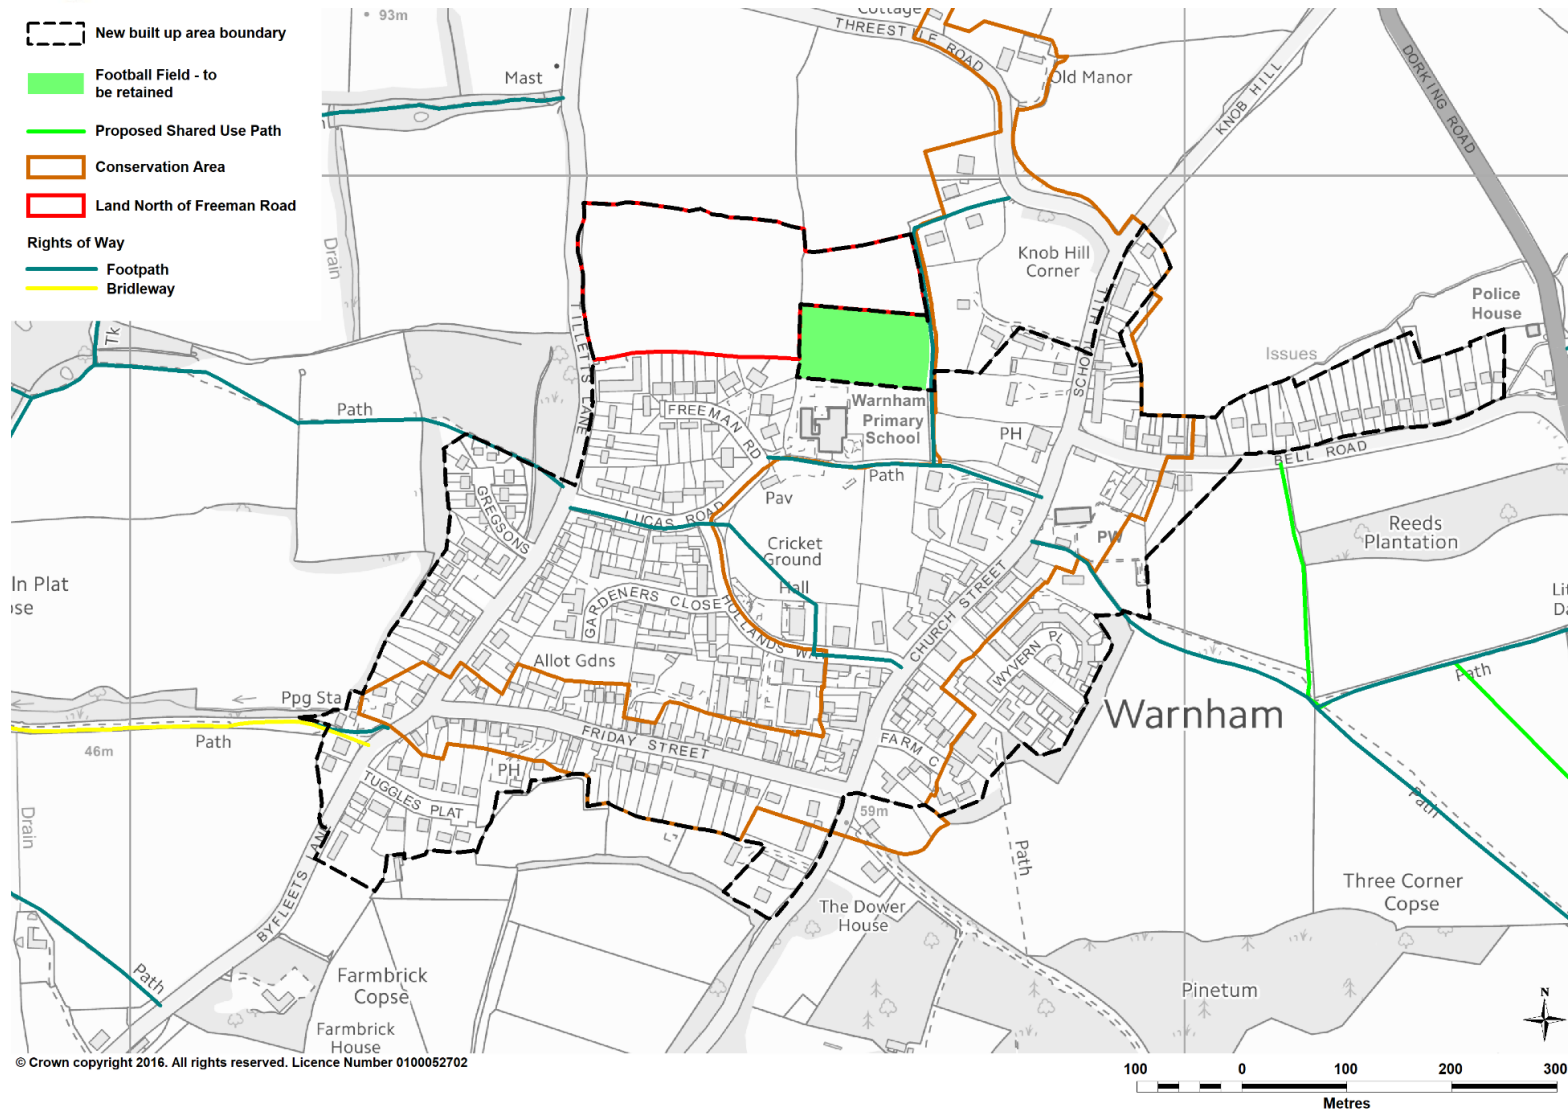 New built up area boundary
Football Field - to
be retained
Proposed Shared Use Path
Conservation Area
Land North of Freeman Road
Rights of Way
Footpath
Bridleway
93m
Cottage
THREESTILE ROAD
Mast
Old Manor
KNOB HILL
DORKING ROAD
Drain
Knob Hill
Corner
Police
House
Tk
TILLETTS LANE
SCHOOL HILL
Issues
Path
FREEMAN RD
Warnham
Primary
School
PH
BELL ROAD
Path
Pav
GREGSONS
LUCAS ROAD
Cricket
Ground
Hall
PW
Reeds
Plantation
ln Plat
GARDENERS CLOSE
HOLLANDS WAY
CHURCH STREET
WYVERN PL
Allot Gdns
Path
Ppg Sta
Warnham
Path
46m
FRIDAY STREET
FARM C
PH
TUGGLES PLAT
59m
Path
Drain
Path
BYFLEETS LANE
The Dower
House
Three Corner
Copse
Path
Farmbrick
Copse
Pinetum
Farmbrick
House
N
© Crown copyright 2016. All rights reserved. Licence Number 0100052702
100 0 100 200 300
Metres